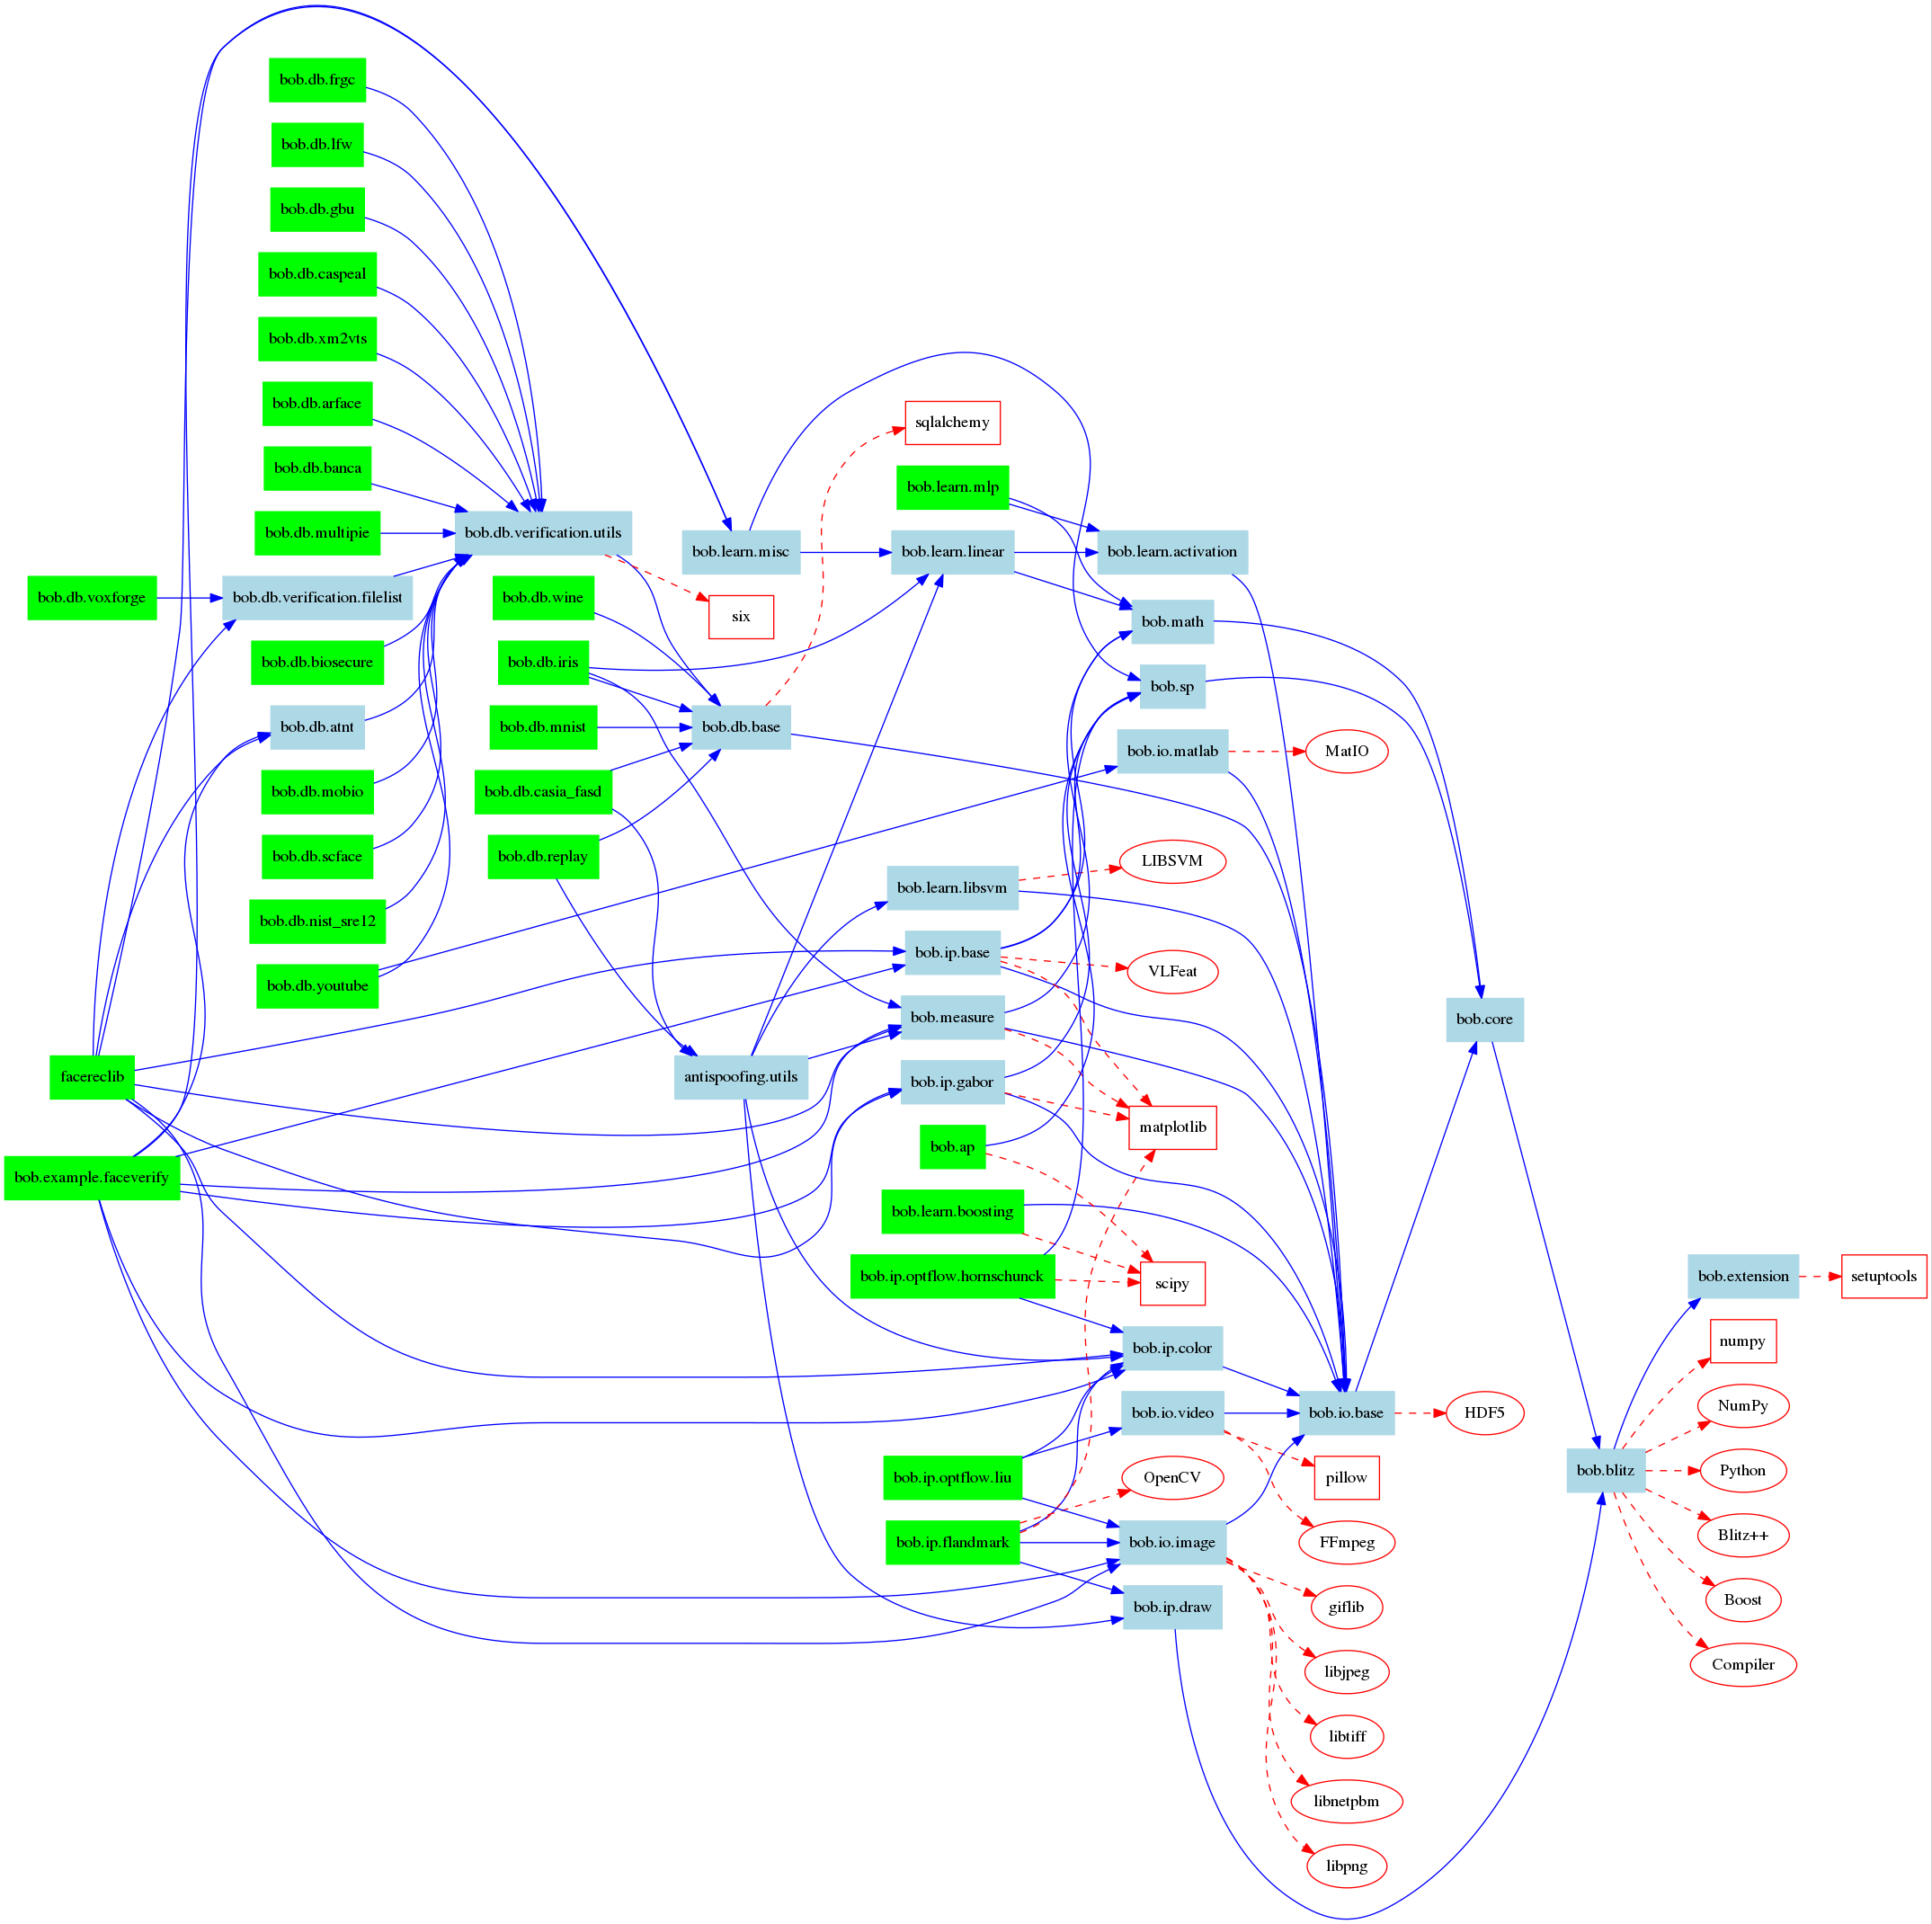 bob.db.frgc
bob.db.lfw
bob.db.gbu
bob.db.caspeal
bob.db.xm2vts
bob.db.arface
bob.db.banca
bob.db.multipie
bob.db.voxforge
bob.db.verification.filelist
bob.db.biosecure
bob.db.atnt
bob.db.mobio
bob.db.scface
bob.db.nist_sre12
bob.db.youtube
facereclib
bob.example.faceverify
bob.db.verification.utils
bob.db.wine
bob.db.iris
bob.db.mnist
bob.db.casia_fasd
bob.db.replay
bob.learn.misc
six
bob.db.base
antispoofing.utils
sqlalchemy
bob.learn.mlp
bob.learn.linear
bob.learn.libsvm
bob.ip.base
bob.measure
bob.ip.gabor
bob.ap
bob.learn.boosting
bob.ip.optflow.hornschunck
bob.ip.optflow.liu
bob.ip.flandmark
bob.learn.activation
bob.math
bob.sp
bob.io.matlab
LIBSVM
VLFeat
matplotlib
scipy
bob.ip.color
bob.io.video
OpenCV
bob.io.image
bob.ip.draw
MatIO
bob.io.base
pillow
FFmpeg
giflib
libjpeg
libtiff
libnetpbm
libpng
bob.core
HDF5
bob.blitz
bob.extension
numpy
NumPy
Python
Blitz++
Boost
Compiler
setuptools